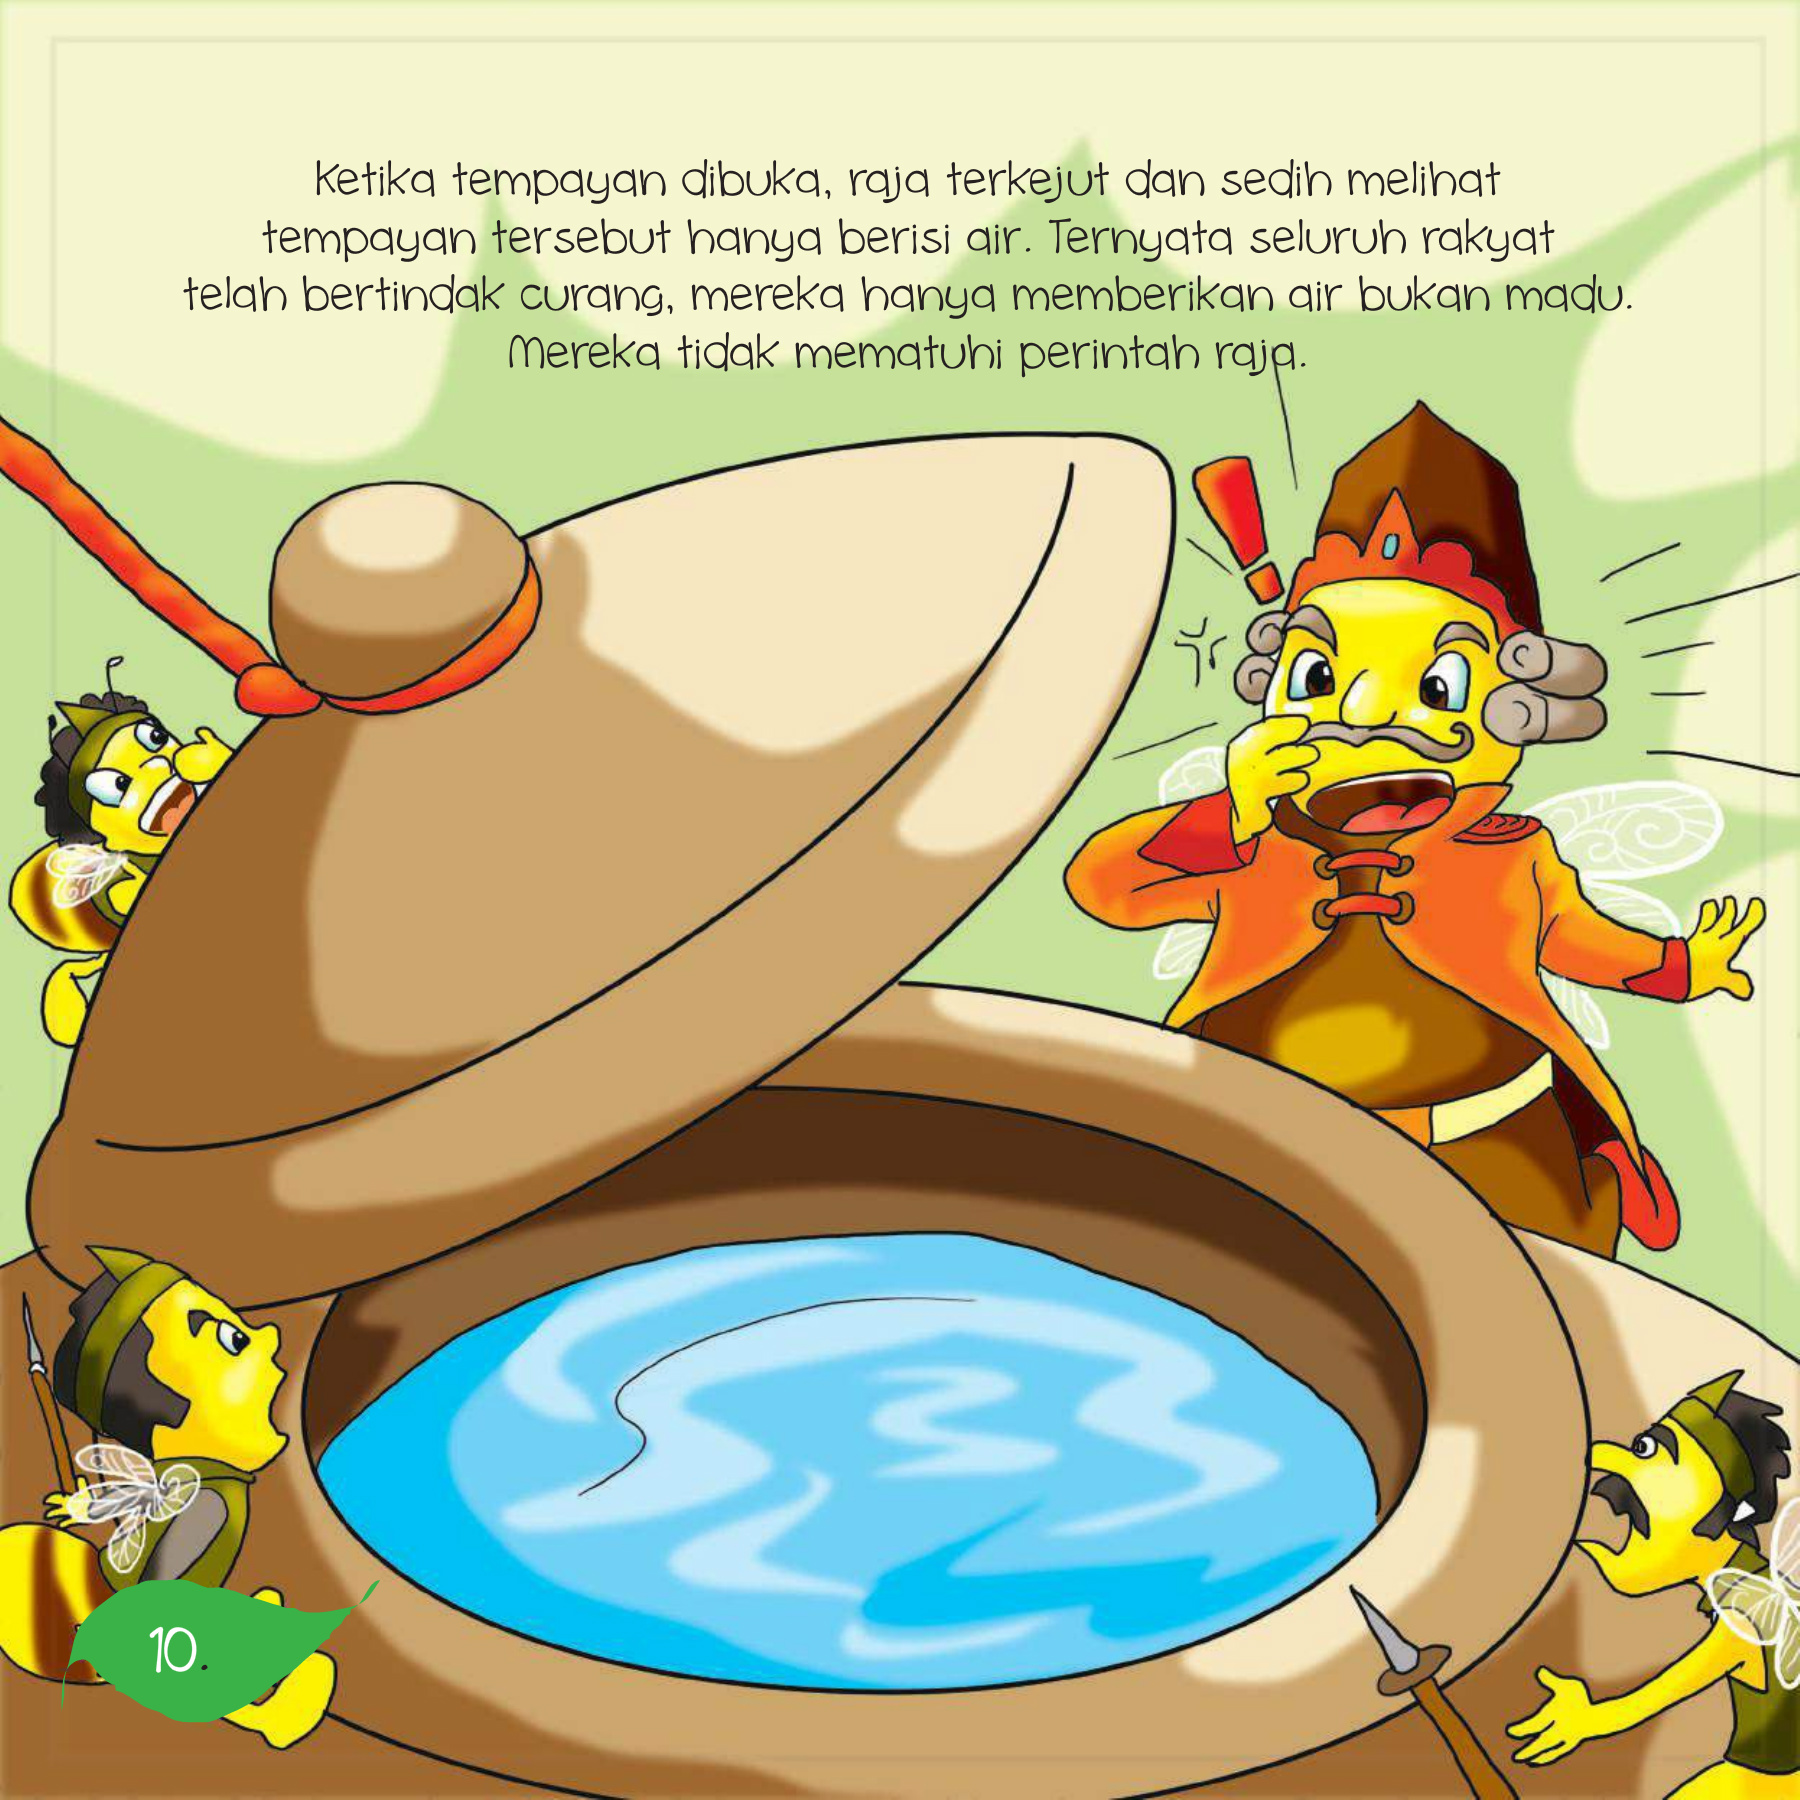 Ketika tempayan dibuka, raja terkejut dan sedih melihat
tempayan tersebut hanya berisi air. Ternyata seluruh rakyat
telah bertindak curang, mereka hanya memberikan air bukan madu.
Mereka tidak mematuhi perintah raja.
10.